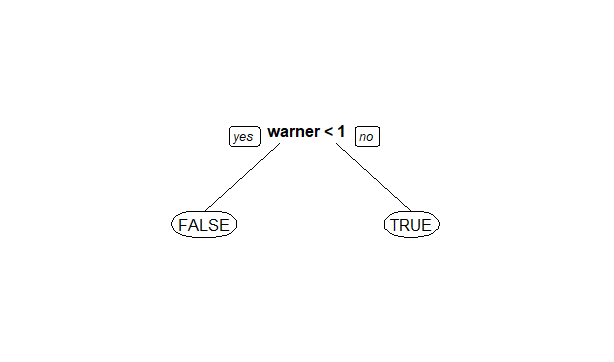 yes warner < 1 no
FALSE TRUE